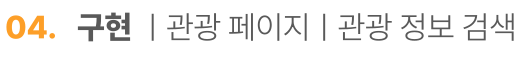 04. 구현 | 관광 페이지 | 관광 정보 검색